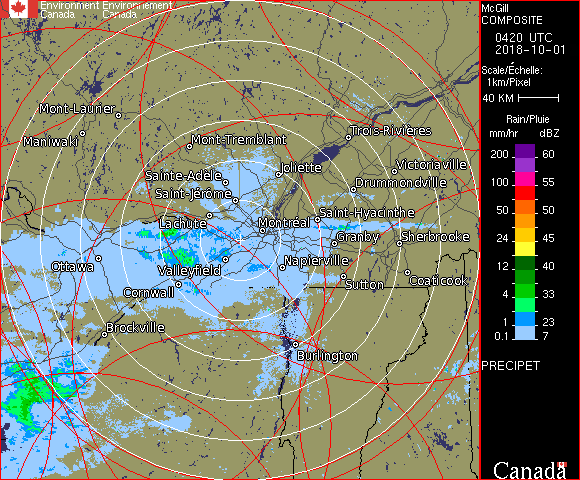 Environment Environnement
Canada Canada
McGill
COMPOSITE
0420 UTC
2018-10-01
Scale/Échelle:
1km/Pixel
40 KM
Rain/Pluie
mm/hr dBZ
200 60
100 55
50 50
24 45
12 40
4 33
1 23
0.1 7
PRECIPET
Canada
Mont-Laurier
Maniwaki
Mont-Tremblant
Trois-Rivières
Sainte-Adèle
Joliette
Victoriaville
Saint-Jérôme
Drummondville
Lachute
Montréal
Saint-Hyacinthe
Granby
Sherbrooke
Ottawa
Valleyfield
Napierville
Cornwall
Sutton
Coaticook
Brockville
Burlington